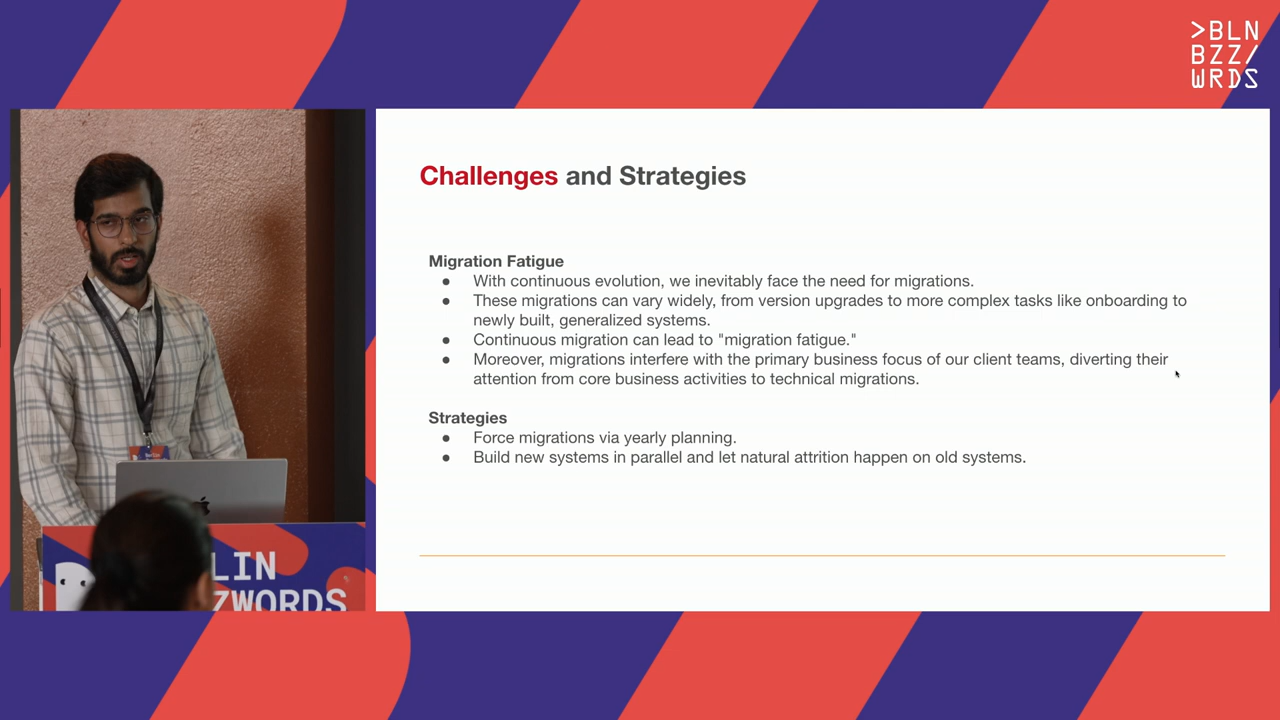 >BLN
BZZ/
WRDS
Challenges and Strategies
Migration Fatigue
● With continuous evolution, we inevitably face the need for migrations.
● These migrations can vary widely, from version upgrades to more complex tasks like onboarding to
newly built, generalized systems.
● Continuous migration can lead to "migration fatigue."
● Moreover, migrations interfere with the primary business focus of our client teams, diverting their
attention from core business activities to technical migrations.
Strategies
● Force migrations via yearly planning.
● Build new systems in parallel and let natural attrition happen on old systems.
LIN
ZWORDS